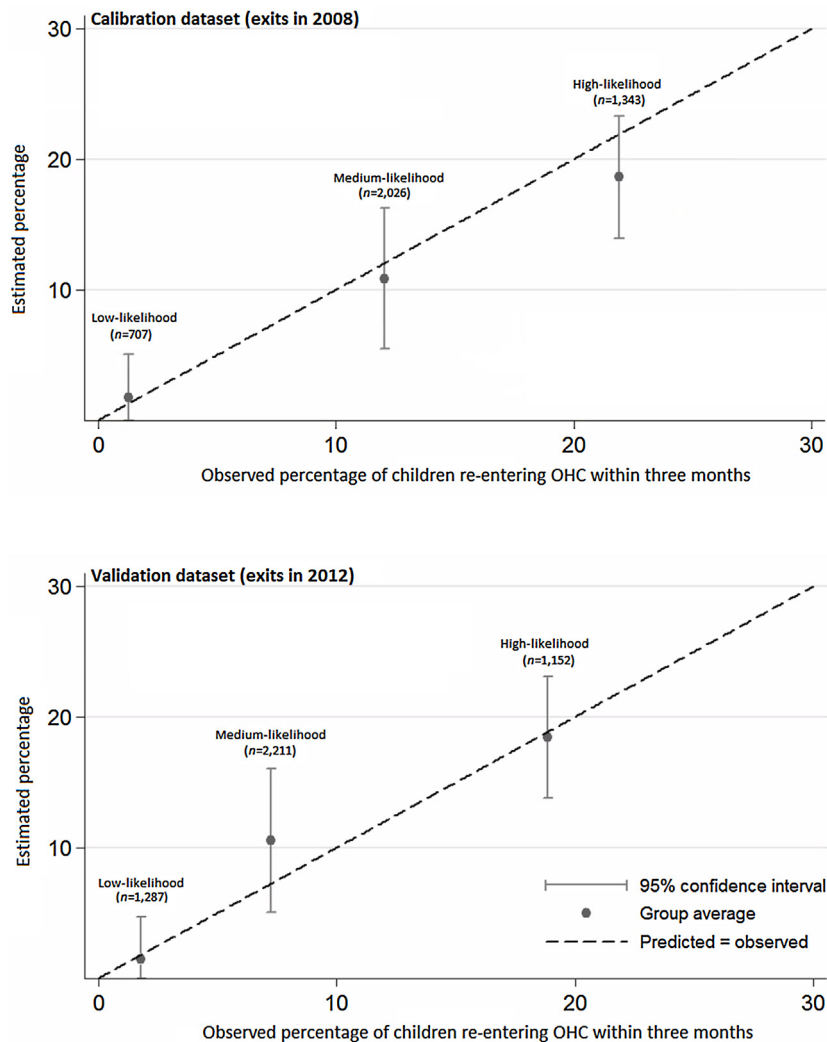 Calibration dataset (exits in 2008)
30
High-likelihood
(n=1,343)
20
Medium-likelihood
(n=2,026)
Estimated percentage
10
Low-likelihood
(n=707)
0 10 20 30
Observed percentage of children re-entering OHC within three months
Validation dataset (exits in 2012)
30
High-likelihood
(n=1,152)
20
Medium-likelihood
(n=2,211)
Estimated percentage
10
Low-likelihood
(n=1,287)
95% confidence interval
Group average
Predicted = observed
0 10 20 30
Observed percentage of children re-entering OHC within three months